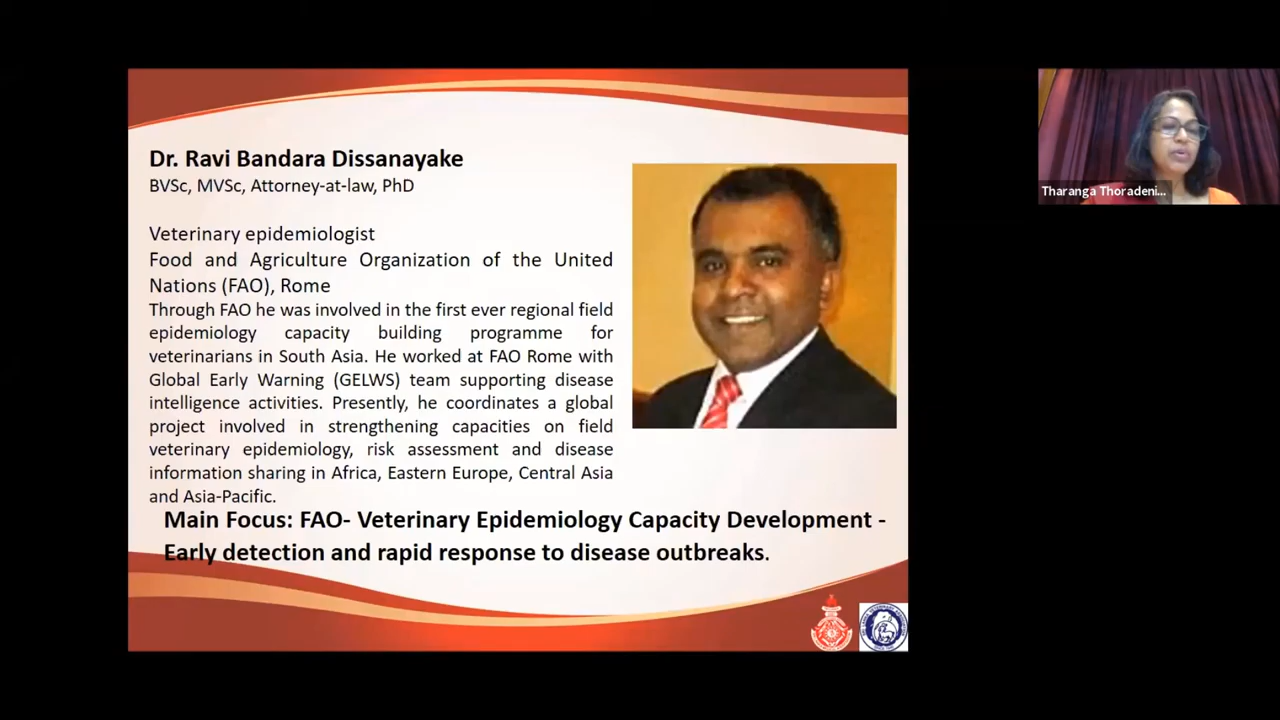 Dr. Ravi Bandara Dissanayake
BVSc, MVSc, Attorney-at-law, PhD
Veterinary epidemiologist
Food and Agriculture Organization of the United
Nations (FAO), Rome
Through FAO he was involved in the first ever regional field
epidemiology capacity building programme for
veterinarians in South Asia. He worked at FAO Rome with
Global Early Warning (GELWS) team supporting disease
intelligence activities. Presently, he coordinates a global
project involved in strengthening capacities on field
veterinary epidemiology, risk assessment and disease
information sharing in Africa, Eastern Europe, Central Asia
and Asia-Pacific.
Main Focus: FAO- Veterinary Epidemiology Capacity Development -
Early detection and rapid response to disease outbreaks.
Tharanga Thoradeni...